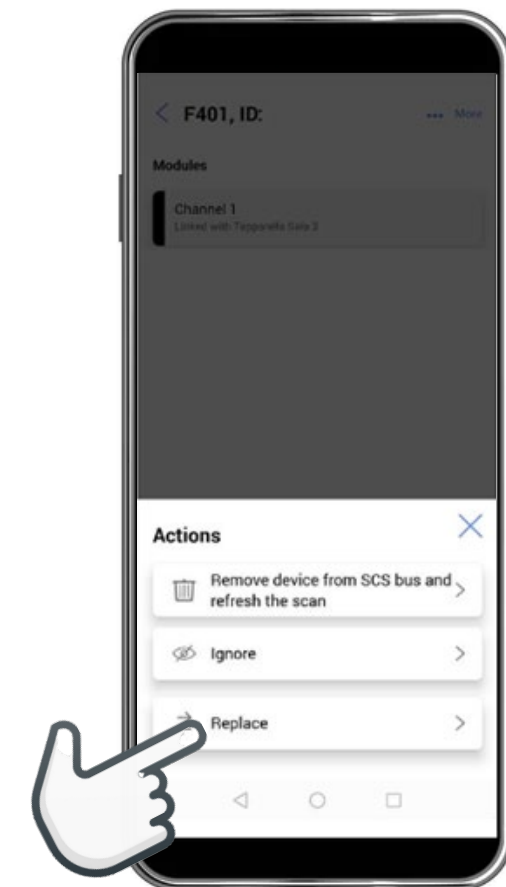 F401, ID:
••• More
Modules
Channel 1
Linked with Tapparella Sala 3
Actions
Remove device from SCS bus and
refresh the scan
Ignore
Replace